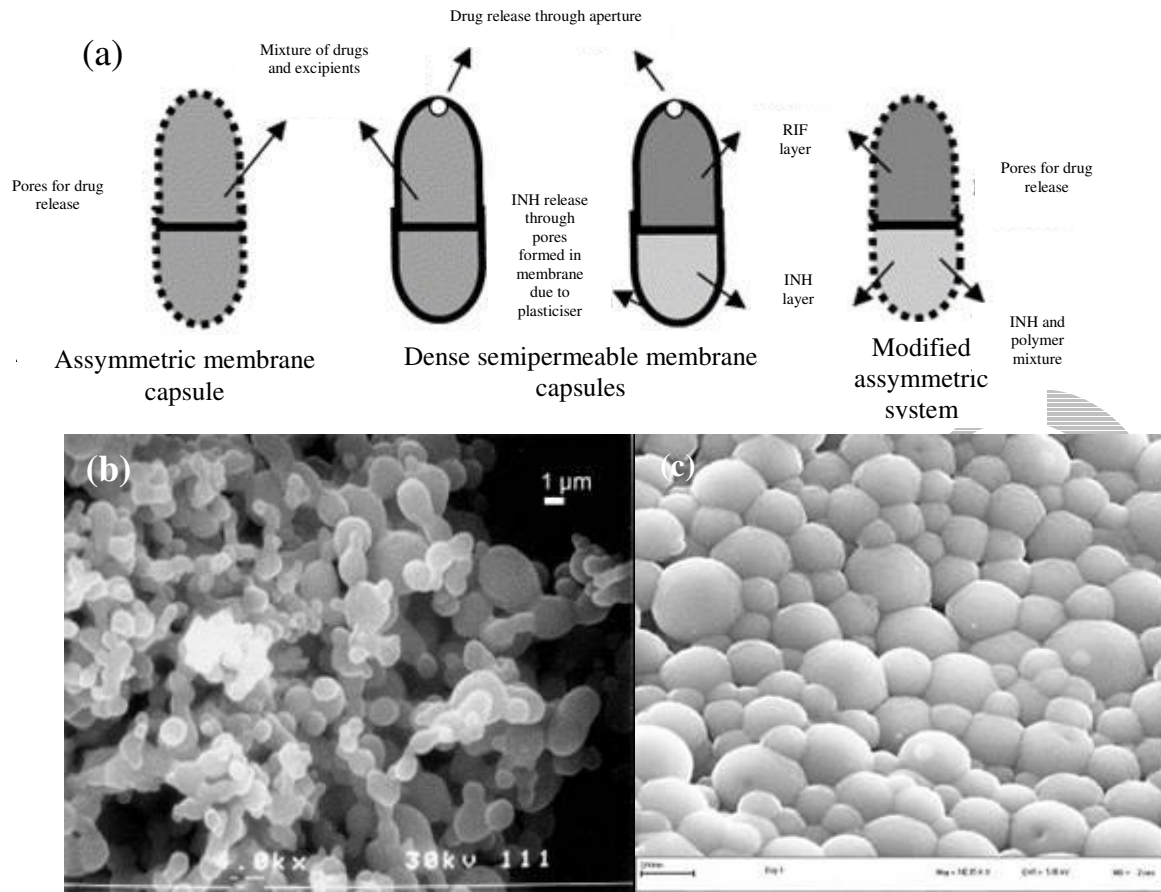 Drug release through aperture
(a)
Mixture of drugs
and excipients
RIF
layer
Pores for drug
release
Pores for drug
release
INH release
through
pores
formed in
membrane
due to
plasticiser
INH
layer
INH and
polymer
mixture
Assymmetric membrane
capsule
Dense semipermeable membrane
capsules
Modified
assymmetric
system
(b)
1 µm
(c)
.0kx 30kv 111